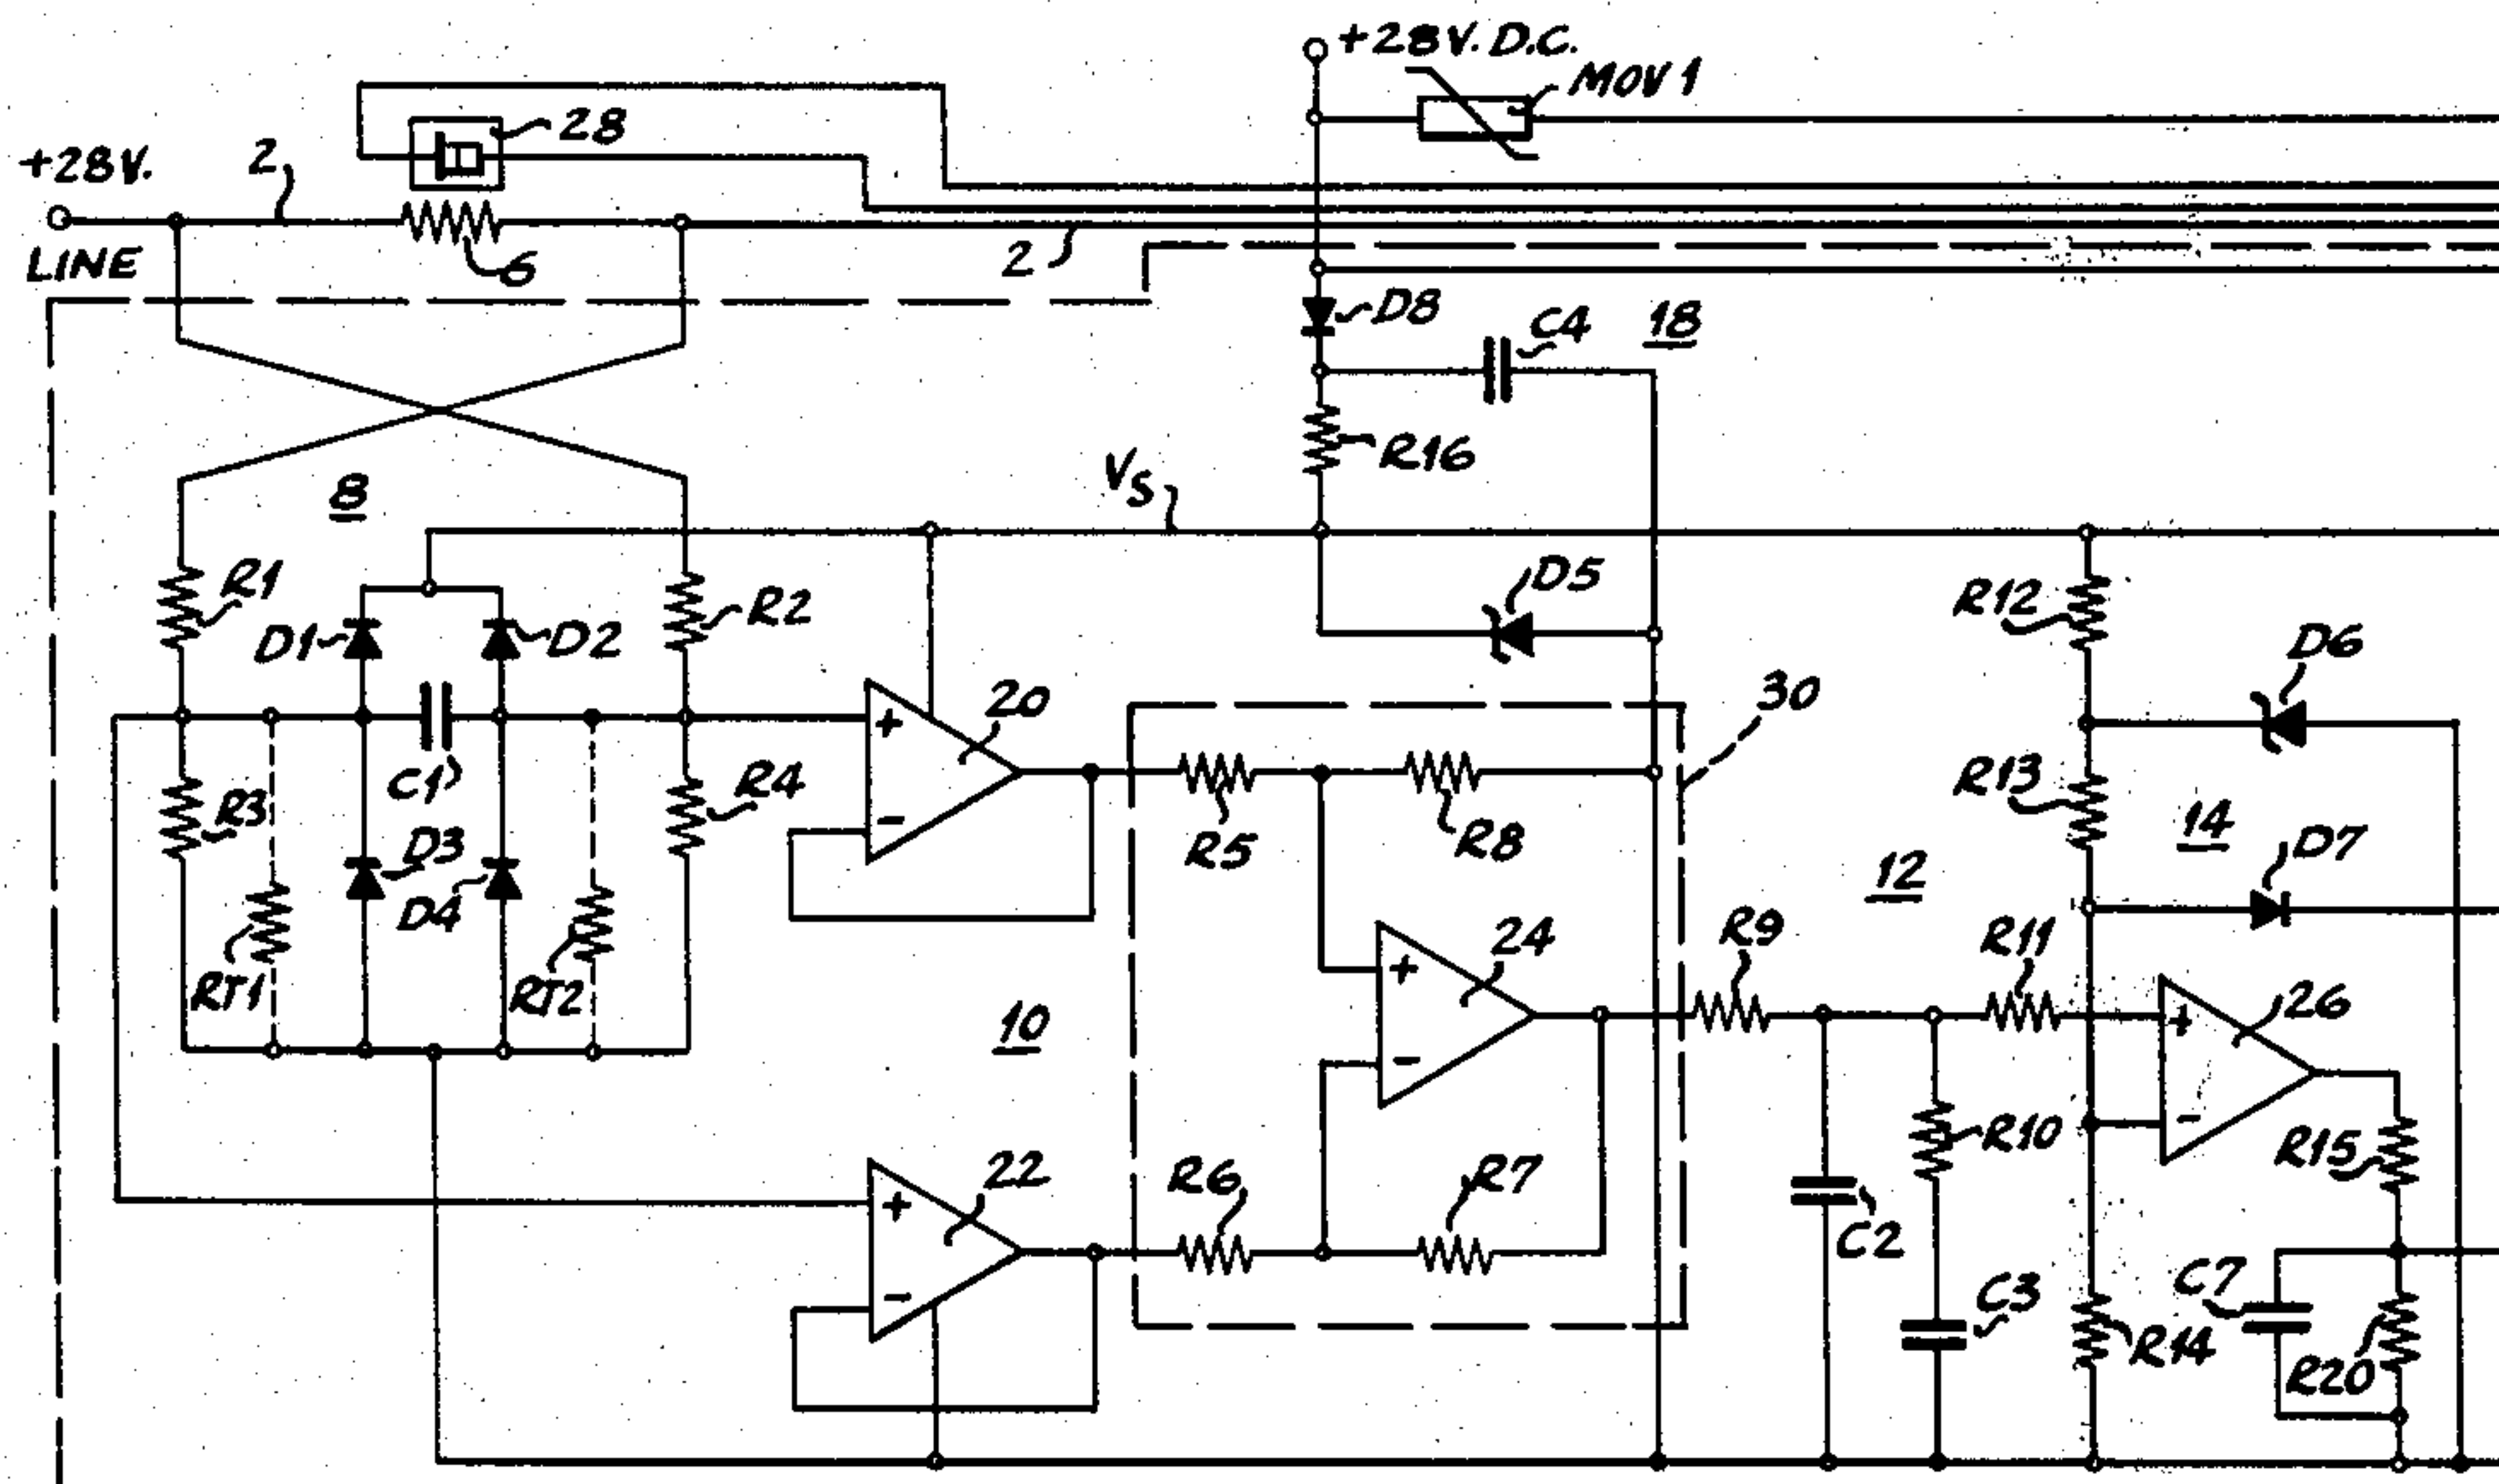 +28V. D.C.
MOV 1
28
+28V.
2
LINE
6
2
D8
C4
18
R16
8
VS
R1
D1
D2
R2
D5
R12
D6
20
30
+
-
C1
R3
R4
R5
R8
R13
14
D7
D3
D4
12
RT1
RT2
10
24
+
-
R9
R11
26
+
-
R10
R15
22
+
-
R6
R7
C2
C3
C7
R14
R20